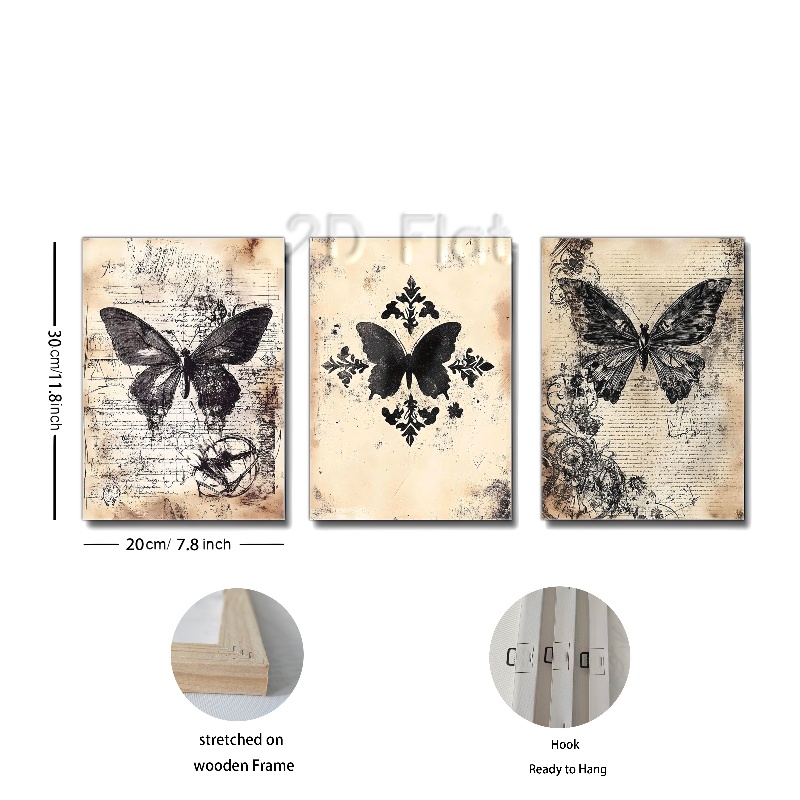 2D Flat
30cm/11.8inch
20cm/ 7.8 inch
stretched on
wooden Frame
Hook
Ready to Hang